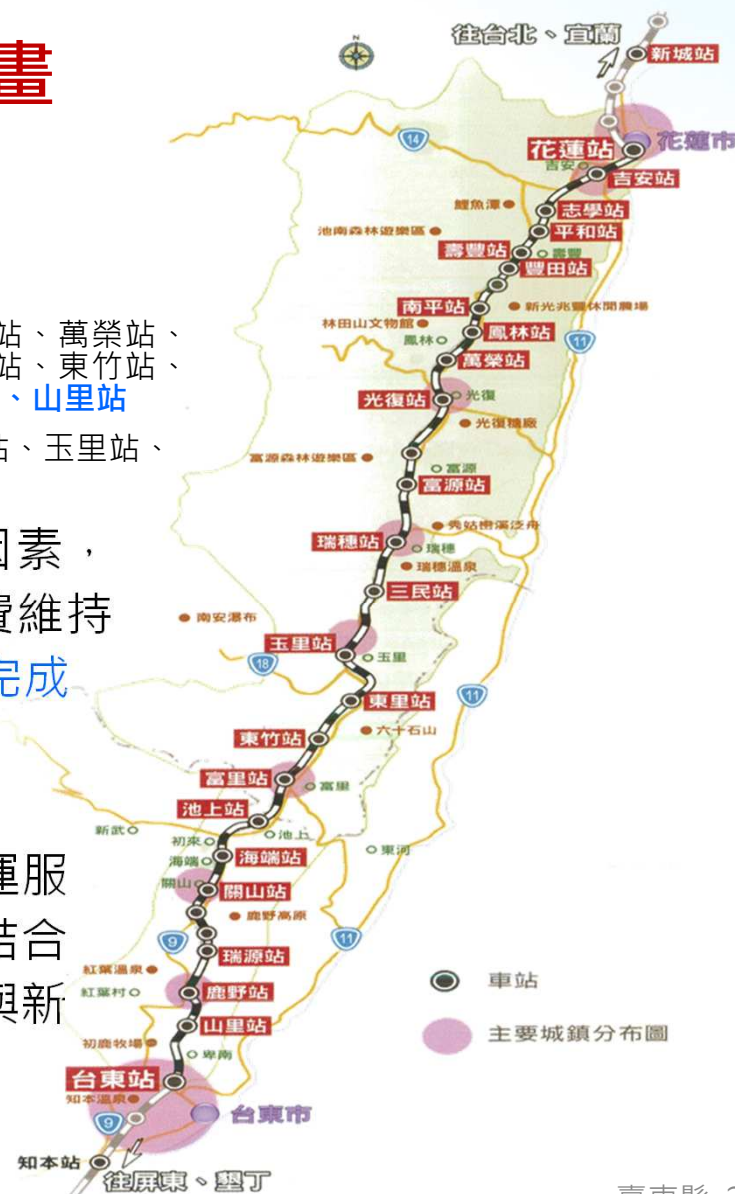 畫
站、萬榮站、
站、東竹站、
、山里站
站、玉里站、
因素，
費維持
完成
運服
結合
與新
往台北、宜蘭
新城站
14
花蓮市
花蓮站
吉安
吉安站
鯉魚潭
志學站
池南森林遊樂區
平和站
壽豐站
壽豐
豐田站
南平站
新光兆豐休閒農場
林田山文物館
鳳林站
鳳林
11
萬榮站
光復站
光復
光復糖廠
富源森林遊樂區
富源
富源站
秀姑巒溪泛舟
瑞穗站
瑞穗
瑞穗溫泉
三民站
南安瀑布
玉里站
玉里
18
東里站
11
六十石山
東竹站
富里站
富里
池上站
新武
池上
初來
東河
海端站
海端
關山
關山站
鹿野高原
9
11
瑞源站
紅葉溫泉
紅葉村
鹿野站
車站
山里站
主要城鎮分布圖
初鹿牧場
卑南
台東站
知本溫泉
9
台東市
知本站
往屏東、墾丁